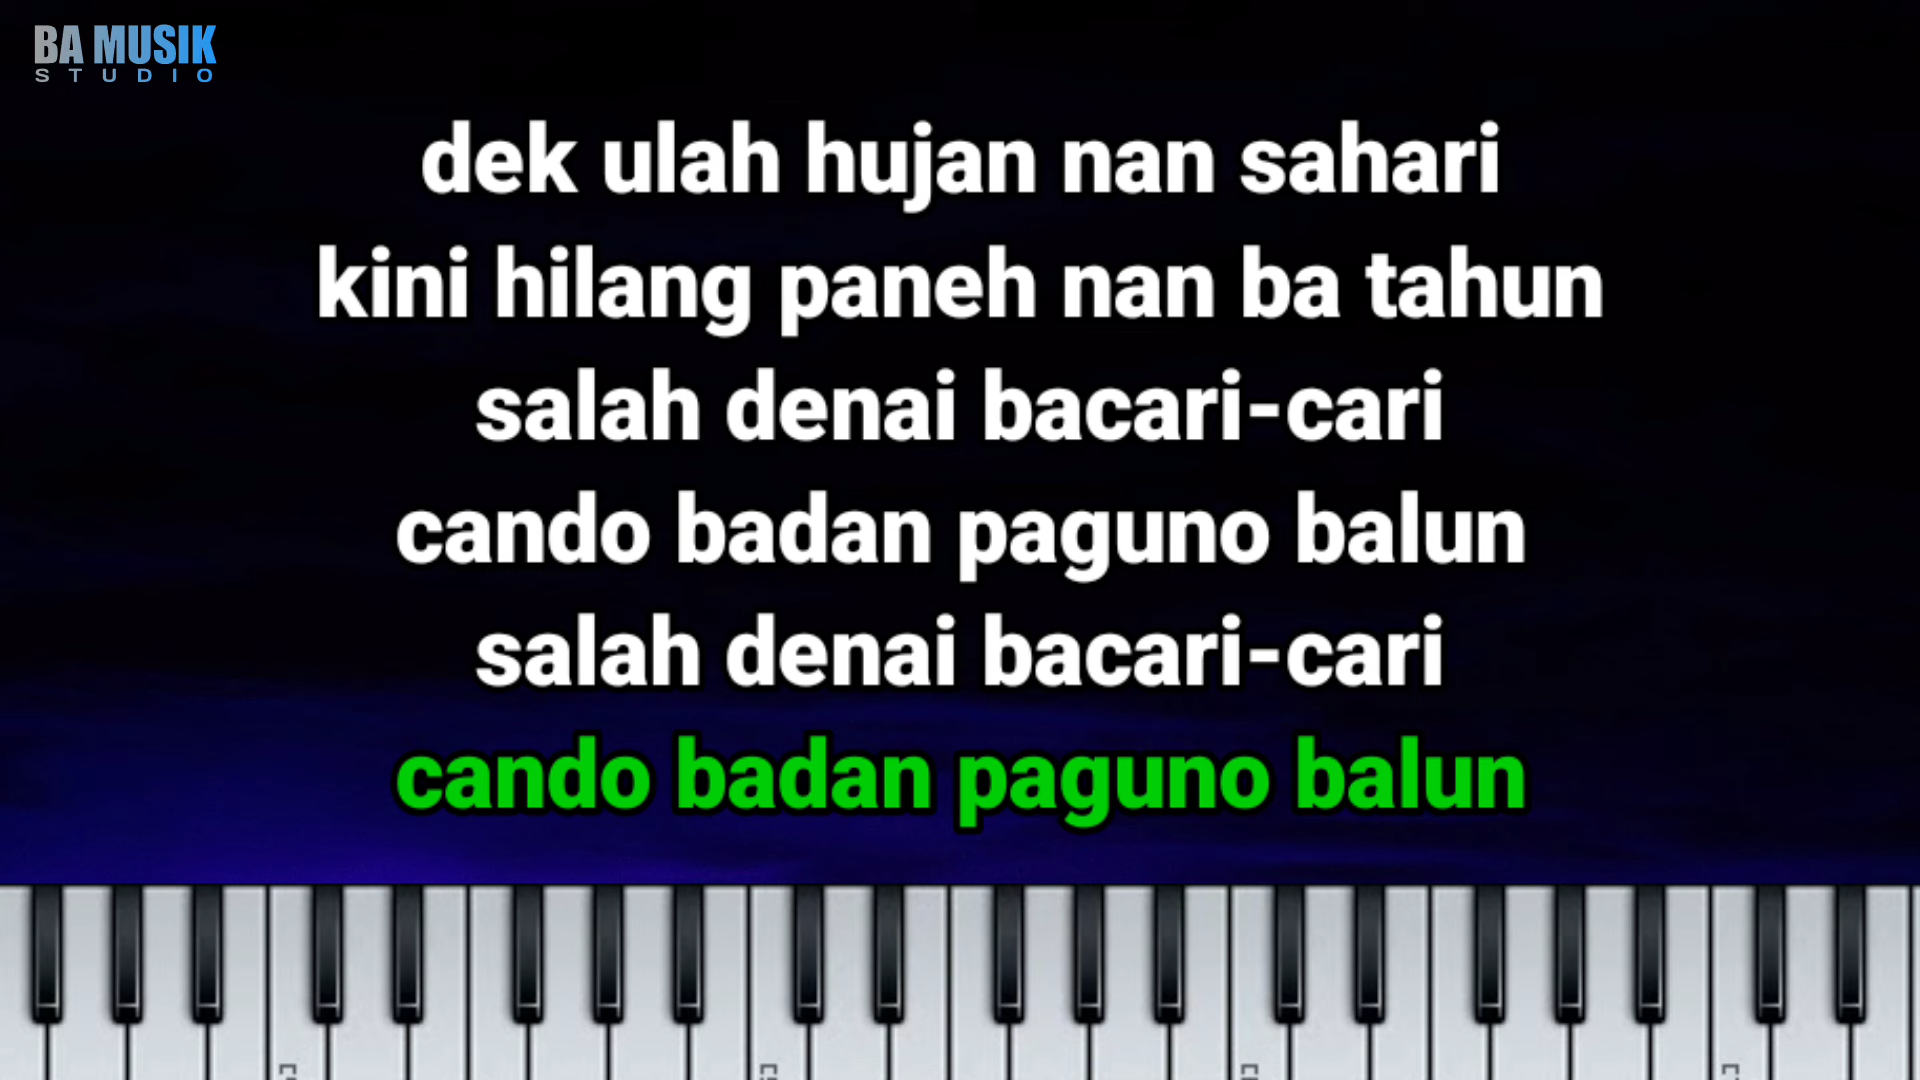 BA MUSIK
STUDIO
dek ulah hujan nan sahari
kini hilang paneh nan ba tahun
salah denai bacari-cari
cando badan paguno balun
salah denai bacari-cari
cando badan paguno balun